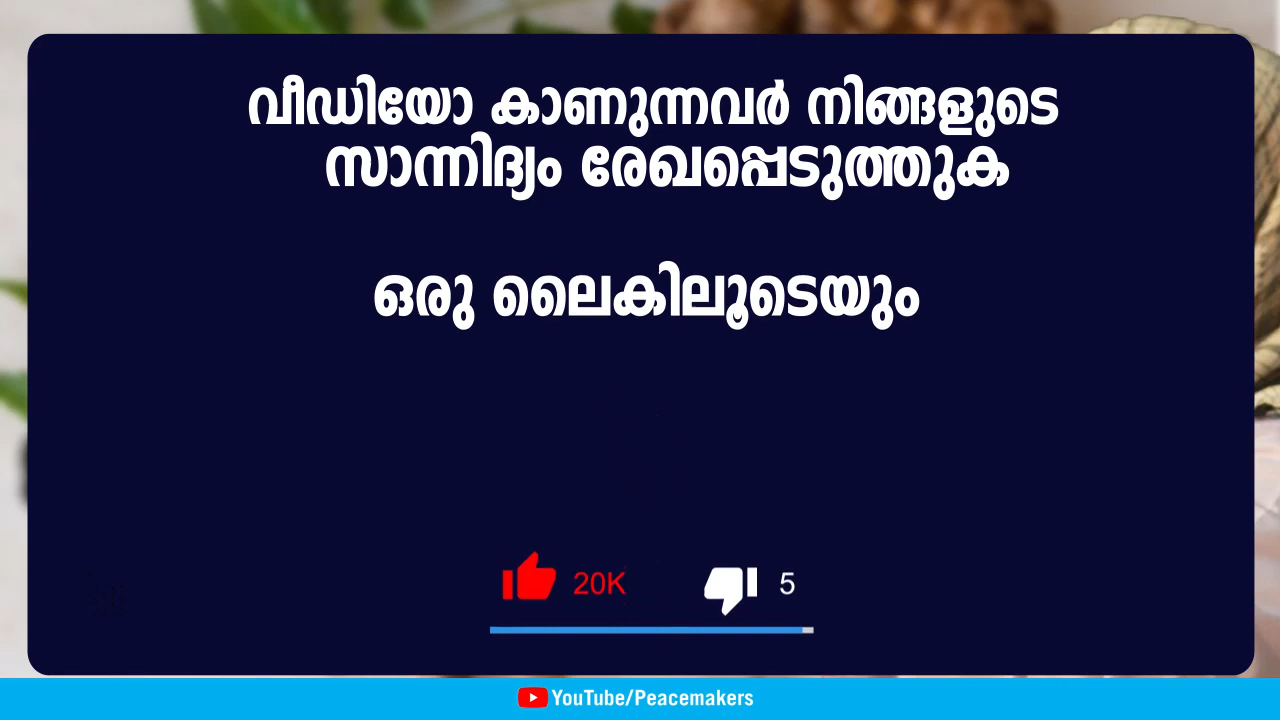 വീഡിയോ കാണുന്നവർ നിങ്ങളുടെ
സാന്നിദ്യം രേഖപ്പെടുത്തുക
ഒരു ലൈകിലൂടെയും
20K 5
YouTube/Peacemakers